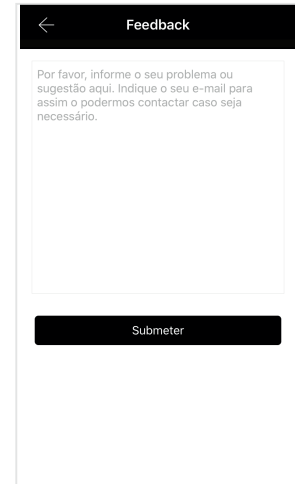 Feedback
Por favor, informe o seu problema ou
sugestão aqui. Indique o seu e-mail para
assim o podermos contactar caso seja
necessário.
Submeter